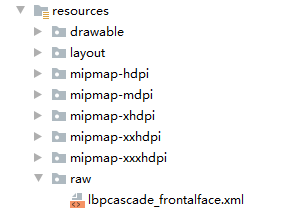 resources
drawable
layout
mipmap-hdpi
mipmap-mdpi
mipmap-xhdpi
mipmap-xxhdpi
mipmap-xxxhdpi
raw
lbpcascade_frontalface.xml